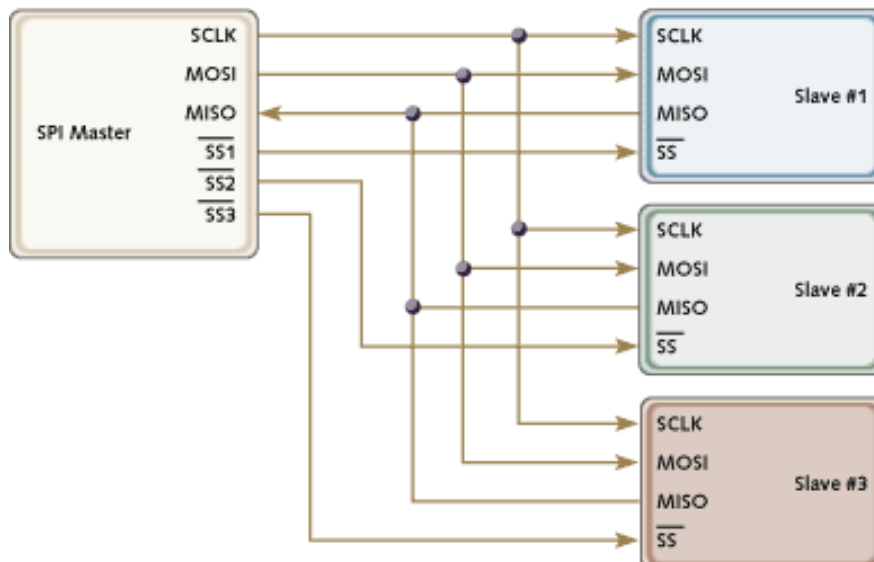 SPI Master
SCLK
MOSI
MISO
SS1
SS2
SS3
SCLK
MOSI
MISO
SS
Slave #1
SCLK
MOSI
MISO
SS
Slave #2
SCLK
MOSI
MISO
SS
Slave #3